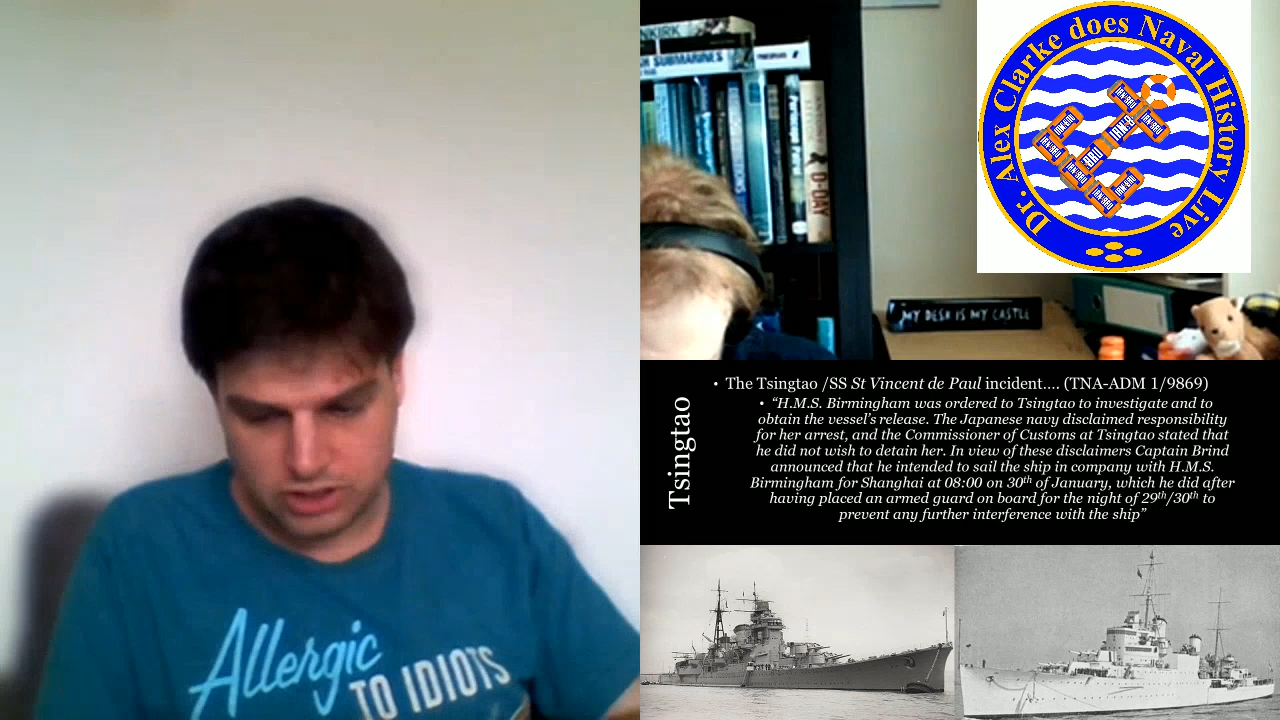 Allergic
TO IDIOTS
NKIRK
SUBMARINES
D-DAY
MY DESK IS MY CASTLE
Dr. Alex Clarke does Naval History Live
Tsingtao
• The Tsingtao /SS St Vincent de Paul incident…. (TNA-ADM 1/9869)
• “H.M.S. Birmingham was ordered to Tsingtao to investigate and to
obtain the vessel’s release. The Japanese navy disclaimed responsibility
for her arrest, and the Commissioner of Customs at Tsingtao stated that
he did not wish to detain her. In view of these disclaimers Captain Brind
announced that he intended to sail the ship in company with H.M.S.
Birmingham for Shanghai at 08:00 on 30th of January, which he did after
having placed an armed guard on board for the night of 29th/30th to
prevent any further interference with the ship”